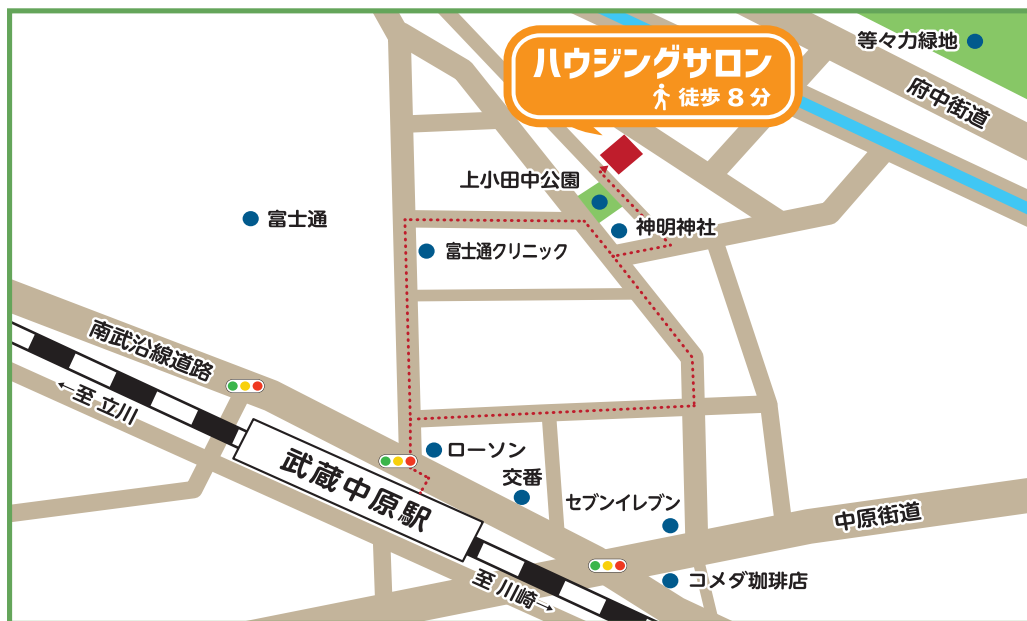 等々力緑地
ハウジングサロン
徒歩8分
府中街道
上小田中公園
富士通
神明神社
富士通クリニック
南武沿線道路
←至 立川
ローソン
武蔵中原駅
交番
セブンイレブン
中原街道
至 川崎→
コメダ珈琲店